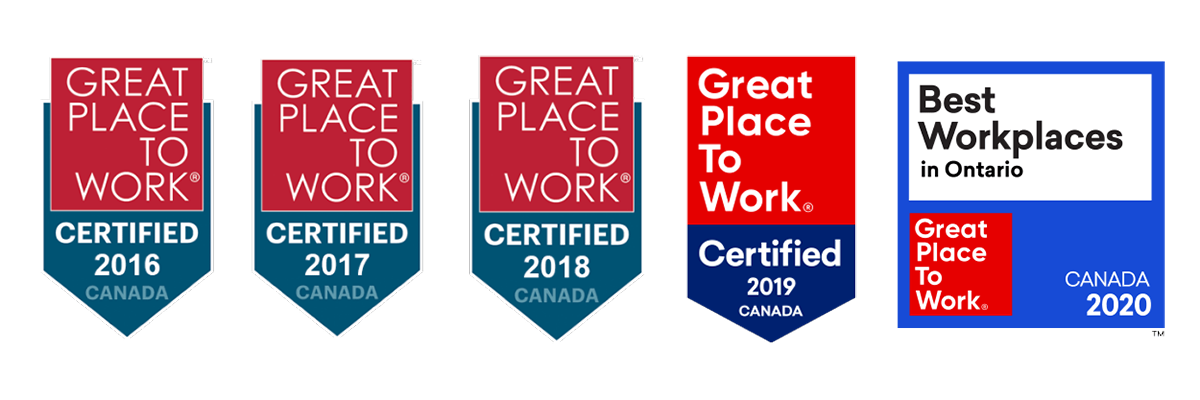 GREAT
PLACE
TO
WORK®
CERTIFIED
2016
CANADA
GREAT
PLACE
TO
WORK®
CERTIFIED
2017
CANADA
GREAT
PLACE
TO
WORK®
CERTIFIED
2018
CANADA
Great
Place
To
Work®
Certified
2019
CANADA
Best
Workplaces
in Ontario
Great
Place
To
Work®
CANADA
2020
TM